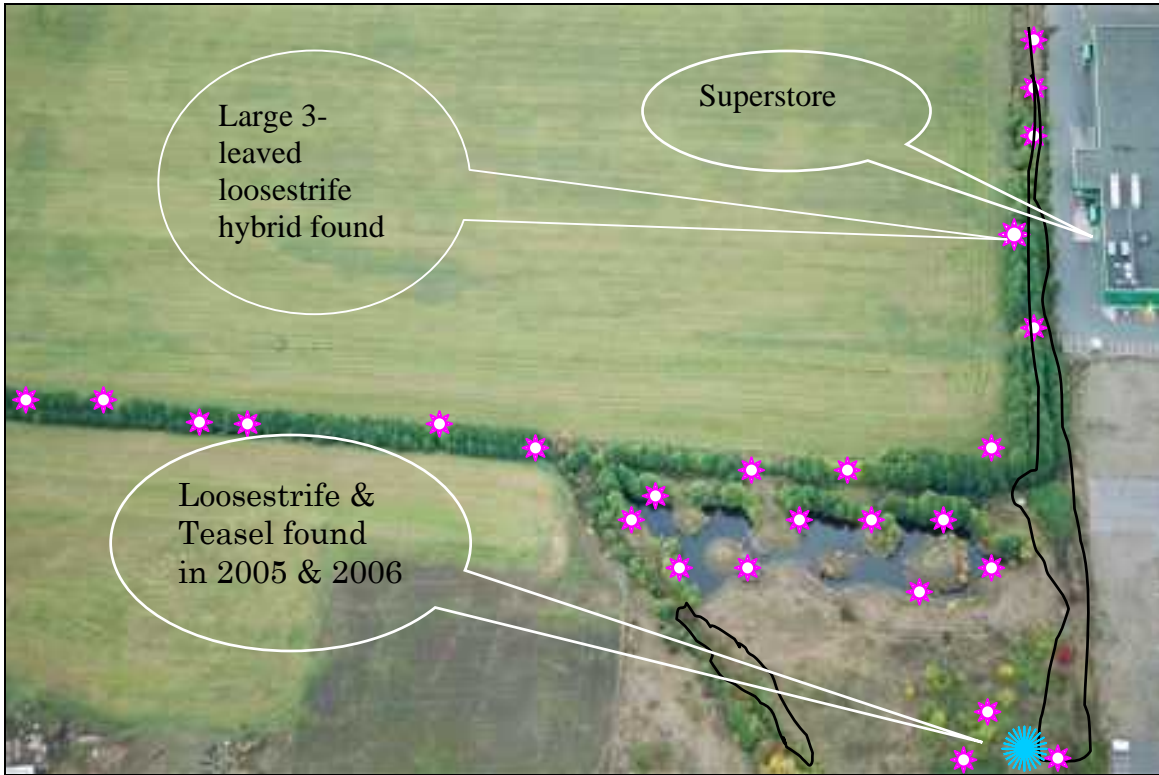 Large 3-
leaved
loosestrife
hybrid found
Superstore
Loosestrife &
Teasel found
in 2005 & 2006